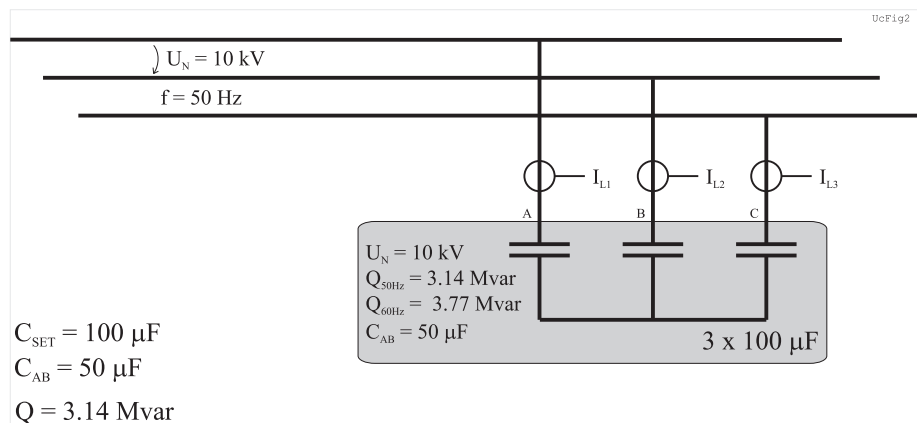 UcFig2
U_N = 10 kV
f = 50 Hz
I_L1
I_L2
I_L3
A
B
C
U_N = 10 kV
Q_50Hz = 3.14 Mvar
Q_60Hz = 3.77 Mvar
C_AB = 50 µF
3 x 100 µF
C_SET = 100 µF
C_AB = 50 µF
Q = 3.14 Mvar